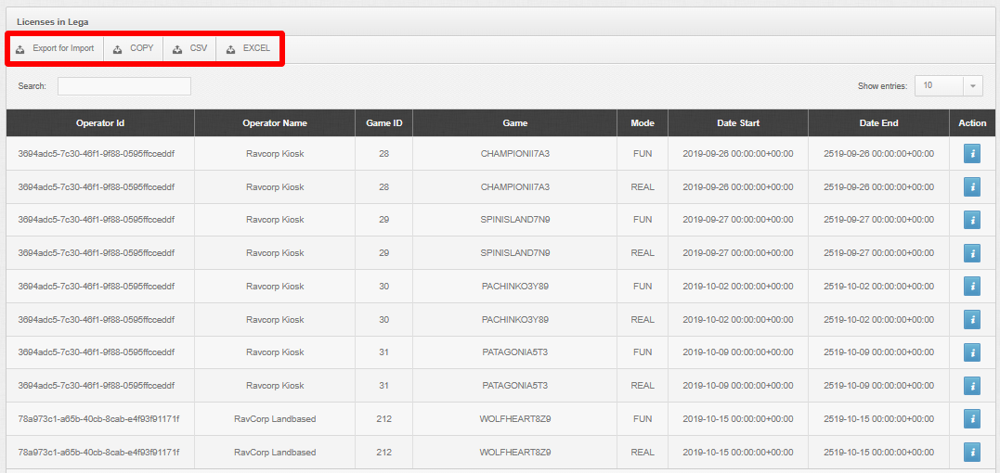 Licenses in Lega
Export for Import COPY CSV EXCEL
Search: Show entries: 10
Operator Id Operator Name Game ID Game Mode Date Start Date End Action
3694adc5-7c30-46f1-9f88-0595ffcceddf Ravcorp Kiosk 28 CHAMPIONII7A3 FUN 2019-09-26 00:00:00+00:00 2519-09-26 00:00:00+00:00 i
3694adc5-7c30-46f1-9f88-0595ffcceddf Ravcorp Kiosk 28 CHAMPIONII7A3 REAL 2019-09-26 00:00:00+00:00 2519-09-26 00:00:00+00:00 i
3694adc5-7c30-46f1-9f88-0595ffcceddf Ravcorp Kiosk 29 SPINISLAND7N9 FUN 2019-09-27 00:00:00+00:00 2519-09-27 00:00:00+00:00 i
3694adc5-7c30-46f1-9f88-0595ffcceddf Ravcorp Kiosk 29 SPINISLAND7N9 REAL 2019-09-27 00:00:00+00:00 2519-09-27 00:00:00+00:00 i
3694adc5-7c30-46f1-9f88-0595ffcceddf Ravcorp Kiosk 30 PACHINKO3Y89 FUN 2019-10-02 00:00:00+00:00 2519-10-02 00:00:00+00:00 i
3694adc5-7c30-46f1-9f88-0595ffcceddf Ravcorp Kiosk 30 PACHINKO3Y89 REAL 2019-10-02 00:00:00+00:00 2519-10-02 00:00:00+00:00 i
3694adc5-7c30-46f1-9f88-0595ffcceddf Ravcorp Kiosk 31 PATAGONIA5T3 FUN 2019-10-09 00:00:00+00:00 2519-10-09 00:00:00+00:00 i
3694adc5-7c30-46f1-9f88-0595ffcceddf Ravcorp Kiosk 31 PATAGONIA5T3 REAL 2019-10-09 00:00:00+00:00 2519-10-09 00:00:00+00:00 i
78a973c1-a65b-40cb-8cab-e4f93f91171f RavCorp Landbased 212 WOLFHEART8Z9 FUN 2019-10-15 00:00:00+00:00 2519-10-15 00:00:00+00:00 i
78a973c1-a65b-40cb-8cab-e4f93f91171f RavCorp Landbased 212 WOLFHEART8Z9 REAL 2019-10-15 00:00:00+00:00 2519-10-15 00:00:00+00:00 i